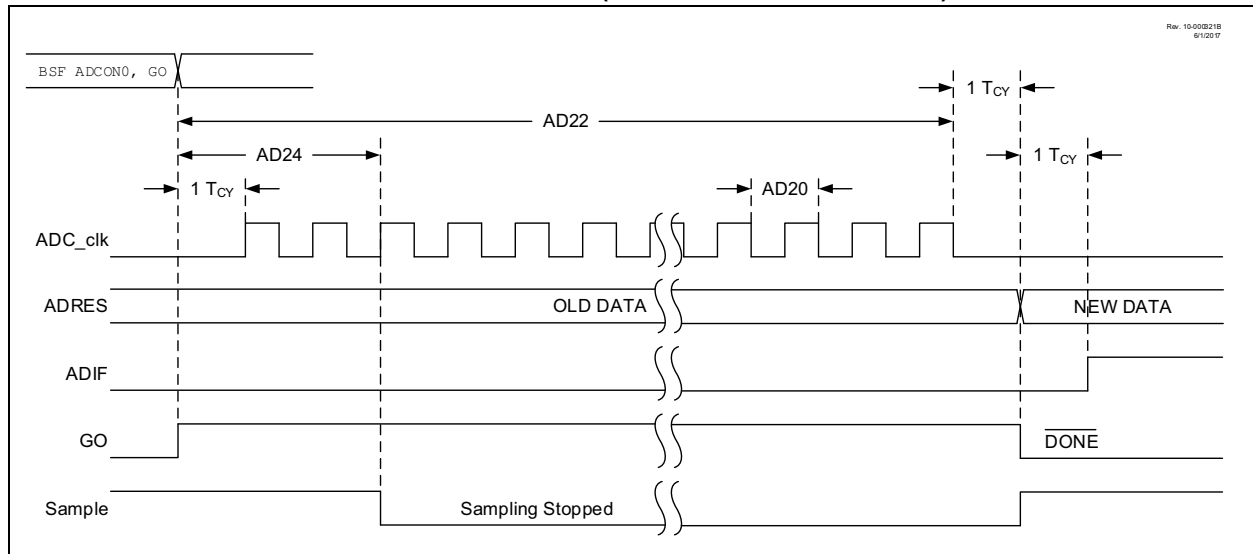 Rev. 10-000321B
6/1/2017
BSF ADCON0, GO
1 TCY
AD22
AD24
1 TCY
1 TCY
AD20
ADC_clk
ADRES
OLD DATA
NEW DATA
ADIF
GO
DONE
Sample
Sampling Stopped